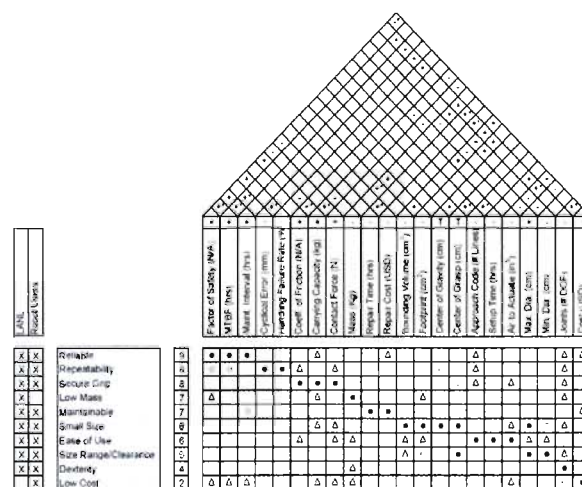 LANL
Robot Users
Factor of Safety (N/A)
MTBF (hrs)
Maint. Interval (hrs)
Cyclical Error (mm)
Handling Failure Rate
Coeff. of Friction (N/A)
Carrying Capacity (kg)
Contact Force (N)
Mass (kg)
Repair Time (hrs)
Repair Cost (USD)
Bounding Volume (cm³)
Footprint (cm²)
Center of Gravity (cm)
Center of Grasp (cm)
Approach Code (# Lines)
Setup Time (hrs)
Air to Actuate (in³)
Max. Dia. (cm)
Min. Dia. (cm)
Joints (# DOF)
X X Reliable 9
X X Repeatability
X X Secure Grip 8
X Low Mass 7
X X Maintainable 7
X X Small Size 6
X X Ease of Use 6
X X Size Range/Clearance 5
X X Dexterity 4
X Low Cost 2